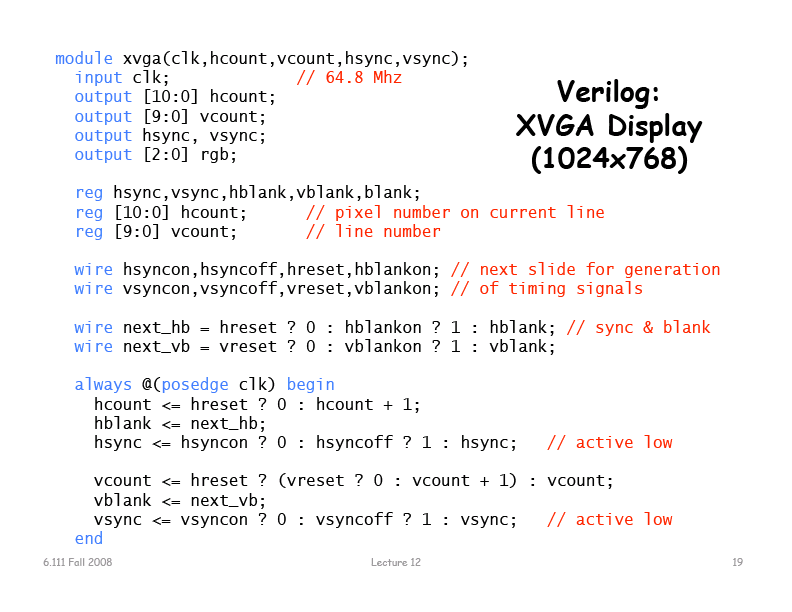 module xvga(clk,hcount,vcount,hsync,vsync);
input clk; // 64.8 Mhz
output [10:0] hcount;
output [9:0] vcount;
output hsync, vsync;
output [2:0] rgb;
Verilog:
XVGA Display
(1024x768)
reg hsync,vsync,hblank,vblank,blank;
reg [10:0] hcount; // pixel number on current line
reg [9:0] vcount; // line number
wire hsyncon,hsyncoff,hreset,hblankon; // next slide for generation
wire vsyncon,vsyncoff,vreset,vblankon; // of timing signals
wire next_hb = hreset ? 0 : hblankon ? 1 : hblank; // sync & blank
wire next_vb = vreset ? 0 : vblankon ? 1 : vblank;
always @(posedge clk) begin
hcount <= hreset ? 0 : hcount + 1;
hblank <= next_hb;
hsync <= hsyncon ? 0 : hsyncoff ? 1 : hsync; // active low
vcount <= hreset ? (vreset ? 0 : vcount + 1) : vcount;
vblank <= next_vb;
vsync <= vsyncon ? 0 : vsyncoff ? 1 : vsync; // active low
end
6.111 Fall 2008 Lecture 12 19